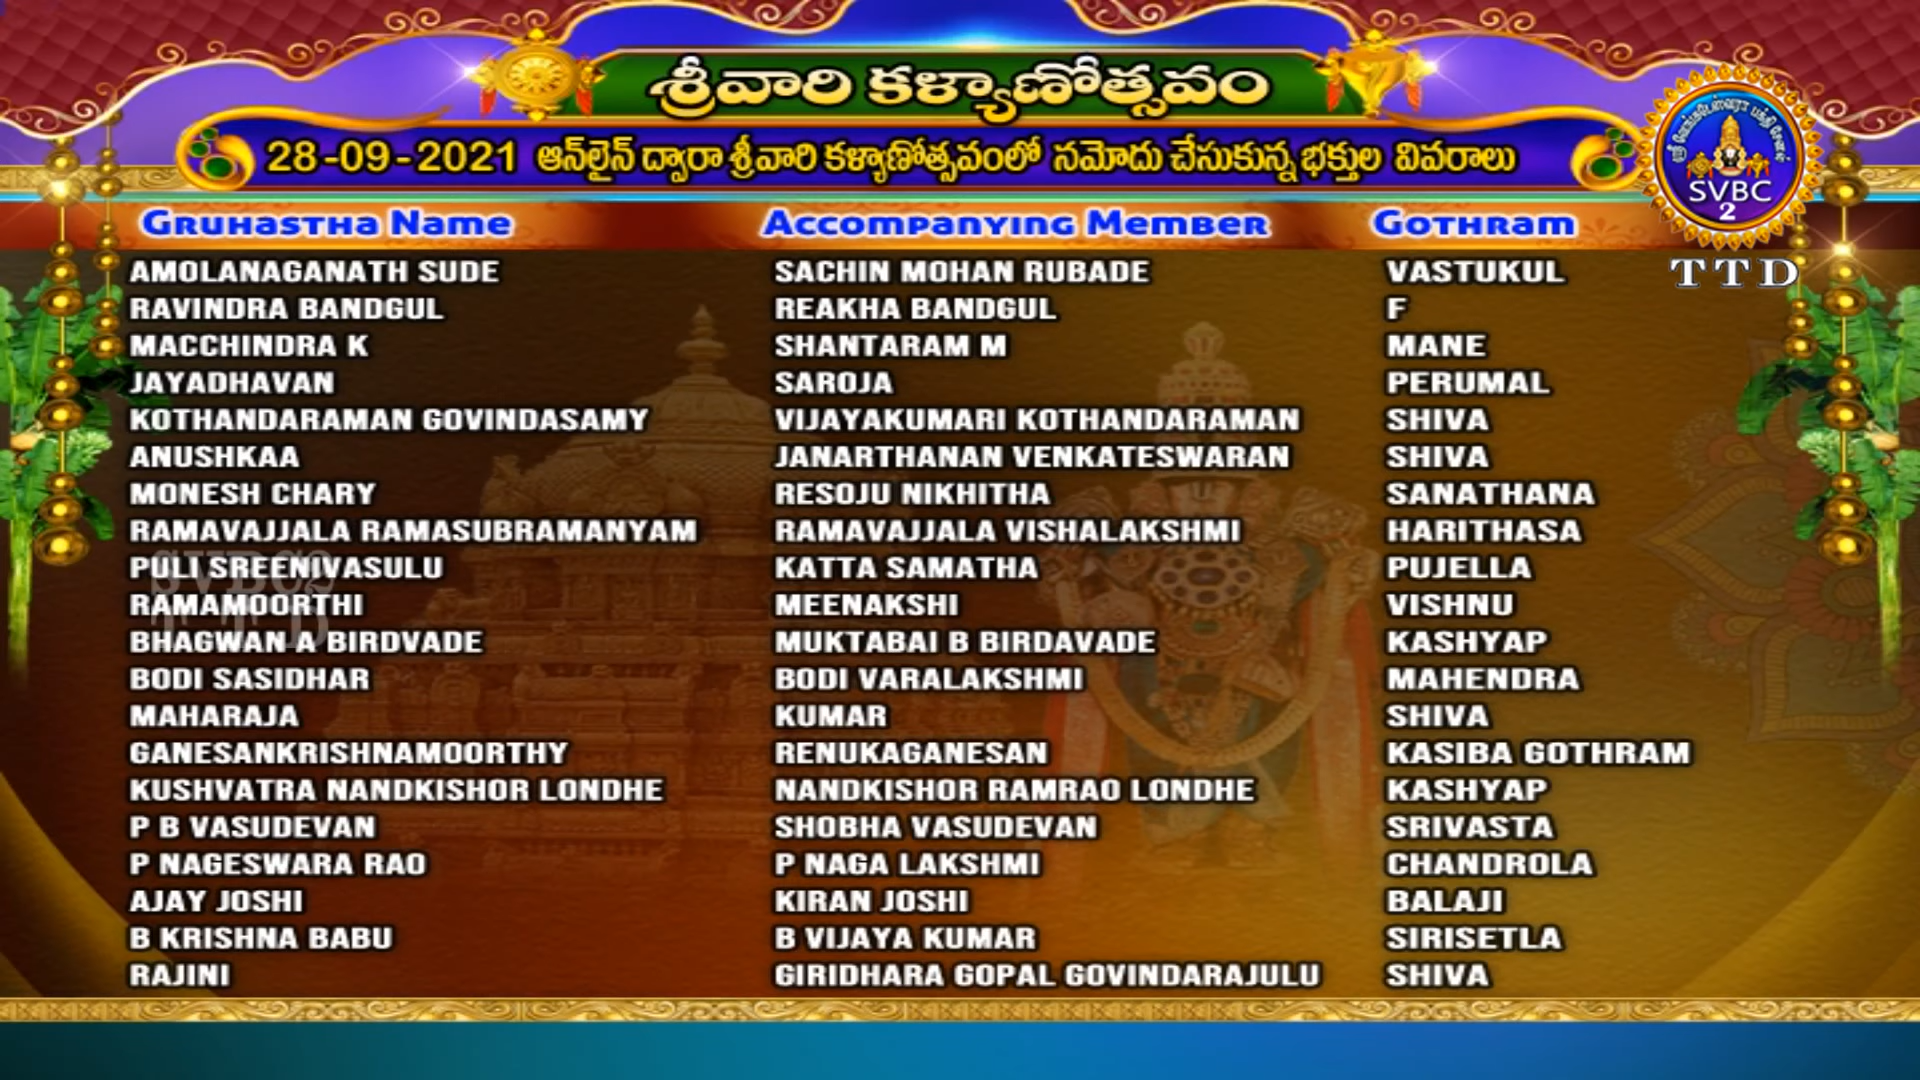 శ్రీవారి కళ్యాణోత్సవం
28-09-2021 ఆన్‌లైన్ ద్వారా శ్రీవారి కళ్యాణోత్సవంలో నమోదు చేసుకున్న భక్తుల వివరాలు
SVBC
2
TTD
Gruhastha Name Accompanying Member Gothram
AMOLANAGANATH SUDE SACHIN MOHAN RUBADE VASTUKUL
RAVINDRA BANDGUL REAKHA BANDGUL F
MACCHINDRA K SHANTARAM M MANE
JAYADHAVAN SAROJA PERUMAL
KOTHANDARAMAN GOVINDASAMY VIJAYAKUMARI KOTHANDARAMAN SHIVA
ANUSHKAA JANARTHANAN VENKATESWARAN SHIVA
MONESH CHARY RESOJU NIKHITHA SANATHANA
RAMAVAJJALA RAMASUBRAMANYAM RAMAVAJJALA VISHALAKSHMI HARITHASA
PULI SREENIVASULU KATTA SAMATHA PUJELLA
RAMAMOORTHI MEENAKSHI VISHNU
BHAGWAN A BIRDVADE MUKTABAI B BIRDAVADE KASHYAP
BODI SASIDHAR BODI VARALAKSHMI MAHENDRA
MAHARAJA KUMAR SHIVA
GANESANKRISHNAMOORTHY RENUKAGANESAN KASIBA GOTHRAM
KUSHVATRA NANDKISHOR LONDHE NANDKISHOR RAMRAO LONDHE KASHYAP
P B VASUDEVAN SHOBHA VASUDEVAN SRIVASTA
P NAGESWARA RAO P NAGA LAKSHMI CHANDROLA
AJAY JOSHI KIRAN JOSHI BALAJI
B KRISHNA BABU B VIJAYA KUMAR SIRISETLA
RAJINI GIRIDHARA GOPAL GOVINDARAJULU SHIVA